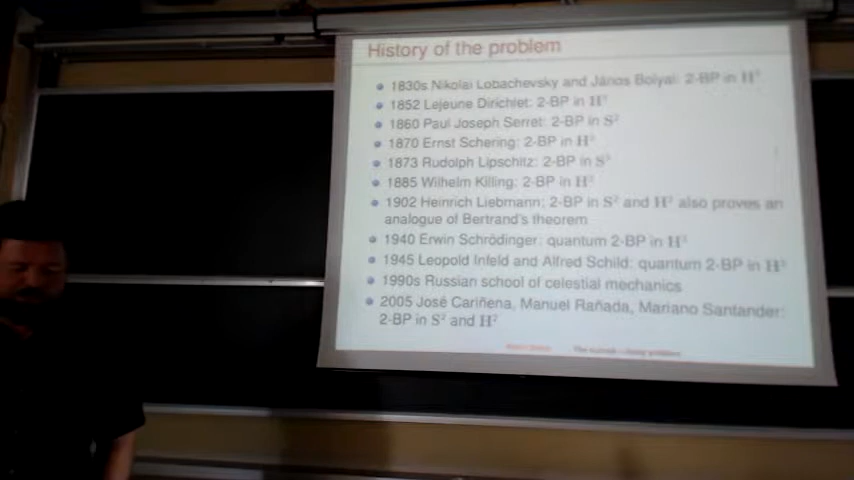 History of the problem
1830s Nikolai Lobachevsky and János Bolyai: 2-BP in H³
1852 Lejeune Dirichlet: 2-BP in H³
1860 Paul Joseph Serret: 2-BP in S²
1870 Ernst Schering: 2-BP in H³
1873 Rudolph Lipschitz: 2-BP in S³
1885 Wilhelm Killing: 2-BP in H³
1902 Heinrich Liebmann: 2-BP in S² and H² also proves an
analogue of Bertrand's theorem
1940 Erwin Schrödinger: quantum 2-BP in H³
1945 Leopold Infeld and Alfred Schild: quantum 2-BP in H³
1990s Russian school of celestial mechanics
2005 José Cariñena, Manuel Rañada, Mariano Santander:
2-BP in S² and H²